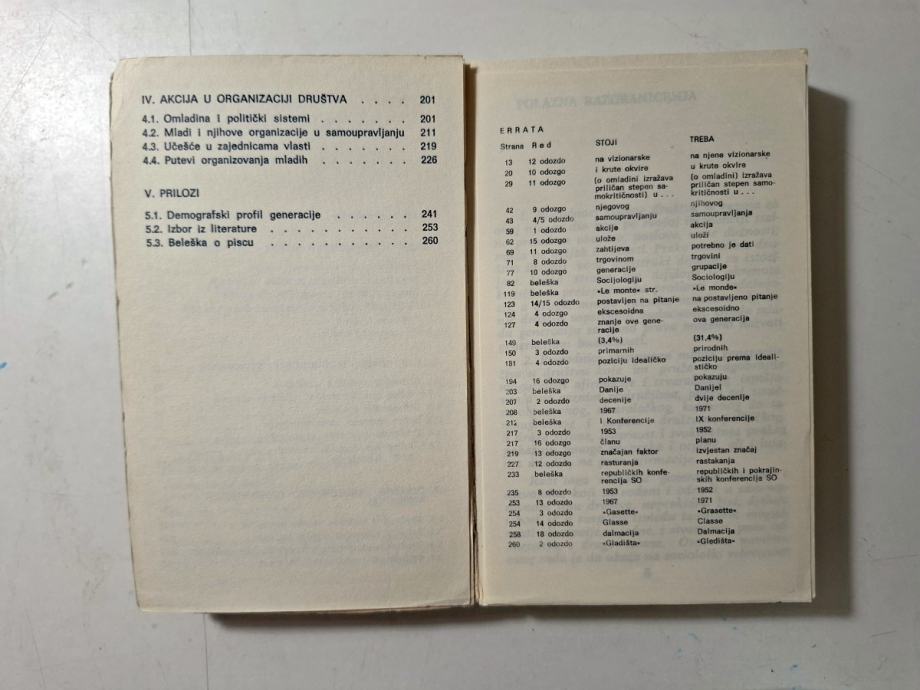 IV. AKCIJA U ORGANIZACIJI DRUŠTVA . . . . 201
4.1. Omladina i politički sistemi . . . . . . . 201
4.2. Mladi i njihove organizacije u samoupravljanju 211
4.3. Učešće u zajednicama vlasti . . . . . . 219
4.4. Putevi organizovanja mladih . . . . . . 226
V. PRILOZI
5.1. Demografski profil generacije . . . . . . 241
5.2. Izbor iz literature . . . . . . . . . . 253
5.3. Beleška o piscu . . . . . . . . . . . 260
POLAZNA RAZGRANIČENJA
ERRATA
Strana Red STOJI TREBA
13 12 odozdo na vizionarske na njene vizionarske
20 10 odozgo i krute okvire u krute okvire
29 11 odozgo (o omladini izražava (o omladini) izražava
priličan stepen sa- priličan stepen samo-
mokritičnosti) u . . . kritičnosti u . . .
42 9 odozgo njegovog njihovog
43 4/5 odozdo samoupravljanju samoupravljanja
59 1 odozdo akcije akcija
62 15 odozgo ulože uloži
69 11 odozgo zahtijeva potrebno je dati
71 8 odozdo trgovinom trgovini
77 10 odozgo generacije grupacije
82 beleška Socijologiju Sociologiju
119 beleška »Le monte« str. »Le monde«
123 14/15 odozdo postavljen na pitanje na postavljeno pitanje
124 4 odozgo ekscesoidna ekscesoidno
127 4 odozdo znanje ove gene- ova generacija
racije
149 beleška (3,4%) (31,4%)
150 3 odozdo primarnih prirodnih
181 4 odozdo poziciju idealičko poziciju prema ideali-
stičko
194 16 odozgo pokazuje pokazuju
203 beleška Danije Danijel
207 2 odozdo decenije dvije decenije
208 beleška 1967 1971
212 beleška I Konferencije IX konferencije
217 3 odozdo 1953 1952
217 16 odozgo članu planu
219 13 odozgo značajan faktor izvjestan značaj
227 12 odozdo rasturanja rastakanja
233 beleška republičkih konfe- republičkih i pokrajin-
rencija SO skih konferencija SO
235 8 odozdo 1953 1952
253 13 odozdo 1967 1971
254 3 odozdo »Gasette« »Grasette«
254 14 odozdo Glasse Classe
258 18 odozdo dalmacija Dalmacija
260 2 odozdo »Gladišta« »Gledišta«